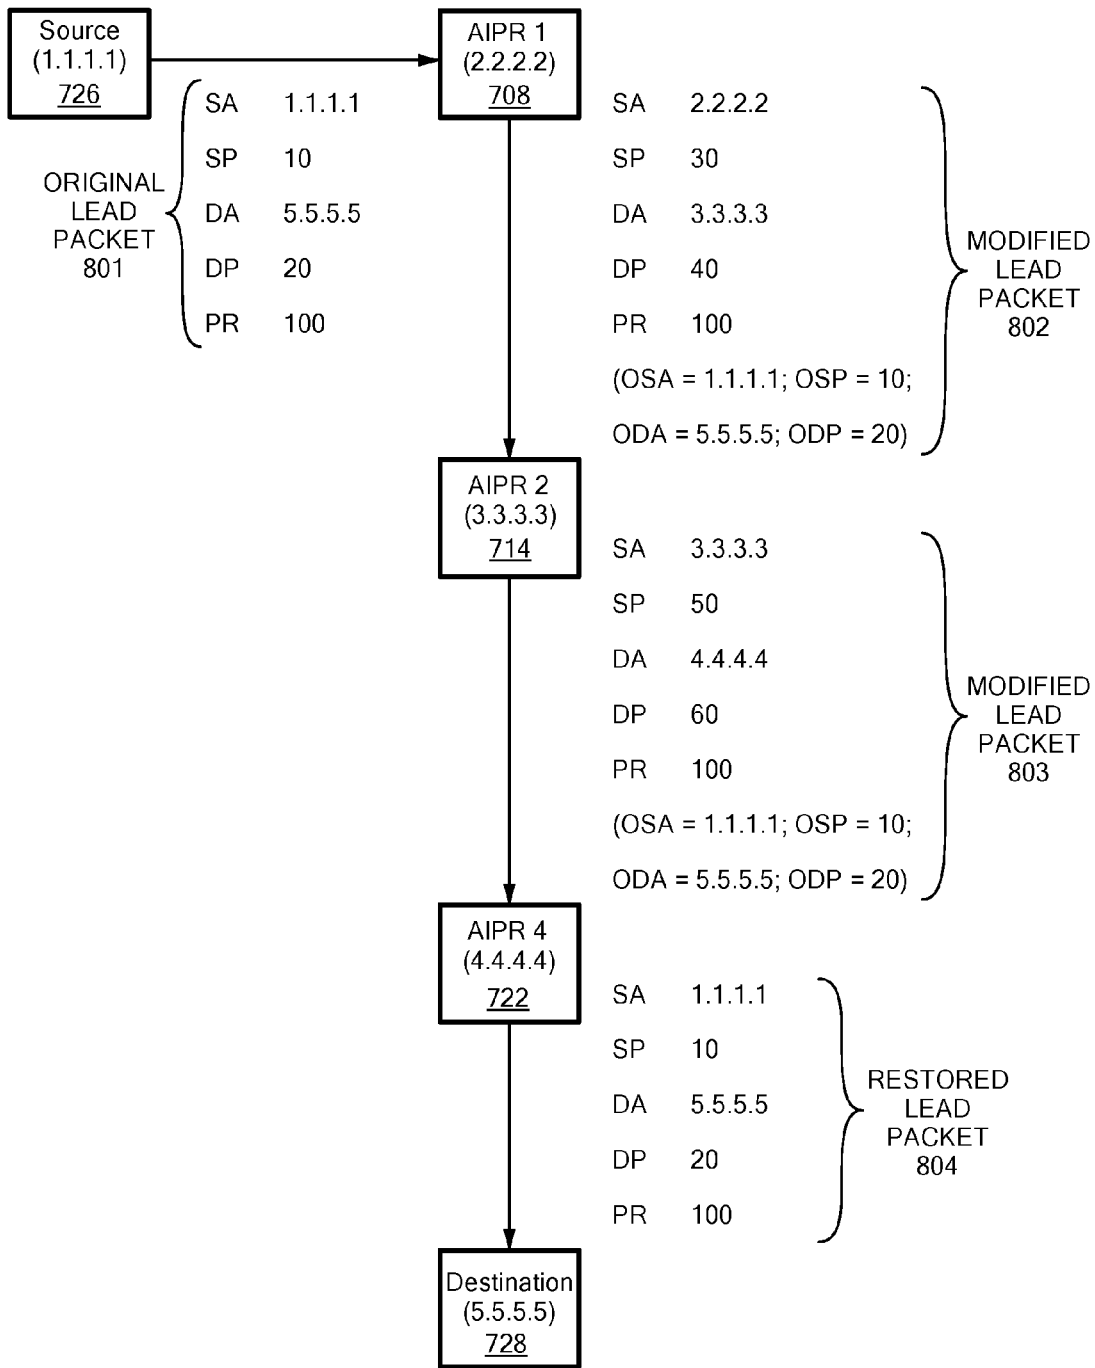 Source
(1.1.1.1)
726
AIPR 1
(2.2.2.2)
708
ORIGINAL
LEAD
PACKET
801
SA 1.1.1.1
SP 10
DA 5.5.5.5
DP 20
PR 100
SA 2.2.2.2
SP 30
DA 3.3.3.3
DP 40
PR 100
(OSA = 1.1.1.1; OSP = 10;
ODA = 5.5.5.5; ODP = 20)
MODIFIED
LEAD
PACKET
802
AIPR 2
(3.3.3.3)
714
SA 3.3.3.3
SP 50
DA 4.4.4.4
DP 60
PR 100
(OSA = 1.1.1.1; OSP = 10;
ODA = 5.5.5.5; ODP = 20)
MODIFIED
LEAD
PACKET
803
AIPR 4
(4.4.4.4)
722
SA 1.1.1.1
SP 10
DA 5.5.5.5
DP 20
PR 100
RESTORED
LEAD
PACKET
804
Destination
(5.5.5.5)
728